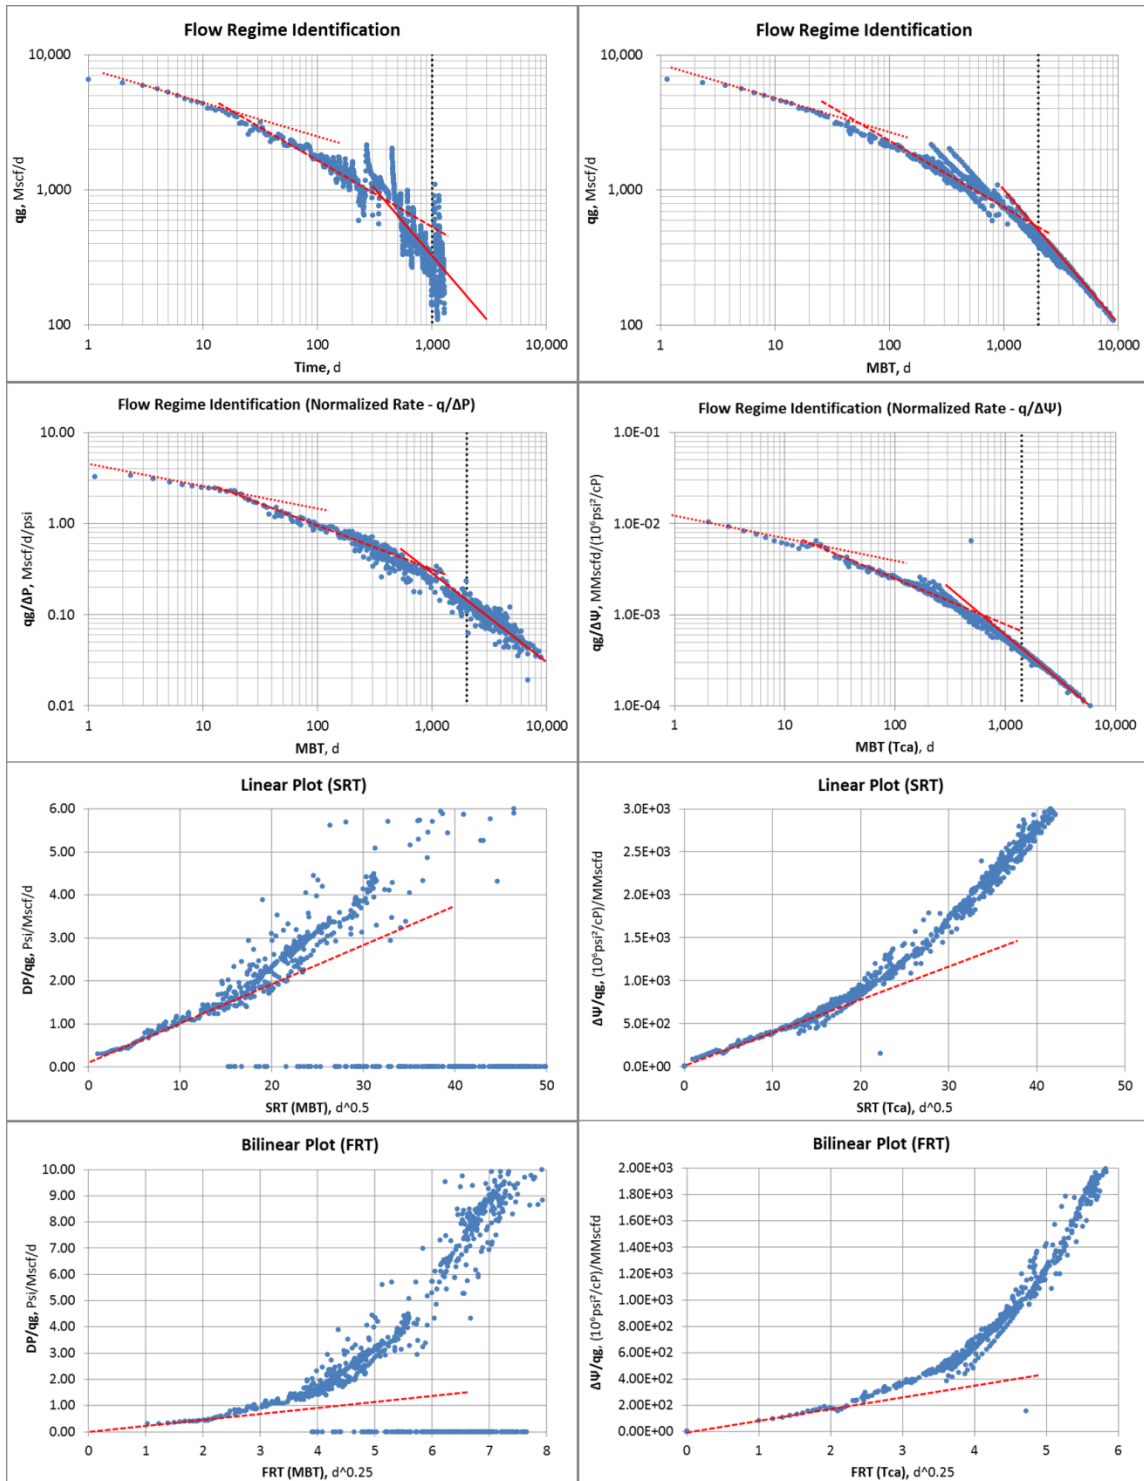 Flow Regime Identification
10,000
1,000
100
qg, Mscf/d
1 10 100 1,000 10,000
Time, d
Flow Regime Identification
10,000
1,000
100
qg, Mscf/d
1 10 100 1,000 10,000
MBT, d
Flow Regime Identification (Normalized Rate - q/ΔP)
10.00
1.00
0.10
0.01
qg/ΔP, Mscf/d/psi
1 10 100 1,000 10,000
MBT, d
Flow Regime Identification (Normalized Rate - q/ΔΨ)
1.0E-01
1.0E-02
1.0E-03
1.0E-04
qg/ΔΨ, MMscfd/(10⁶psi²/cP)
1 10 100 1,000 10,000
MBT (Tca), d
Linear Plot (SRT)
6.00
5.00
4.00
3.00
2.00
1.00
0.00
DP/qg, Psi/Mscf/d
0 10 20 30 40 50
SRT (MBT), d^0.5
Linear Plot (SRT)
3.0E+03
2.5E+03
2.0E+03
1.5E+03
1.0E+03
5.0E+02
0.0E+00
ΔΨ/qg, (10⁶psi²/cP)/MMscfd
0 10 20 30 40 50
SRT (Tca), d^0.5
Bilinear Plot (FRT)
10.00
9.00
8.00
7.00
6.00
5.00
4.00
3.00
2.00
1.00
0.00
DP/qg, Psi/Mscf/d
0 1 2 3 4 5 6 7 8
FRT (MBT), d^0.25
Bilinear Plot (FRT)
2.00E+03
1.80E+03
1.60E+03
1.40E+03
1.20E+03
1.00E+03
8.00E+02
6.00E+02
4.00E+02
2.00E+02
0.00E+00
ΔΨ/qg, (10⁶psi²/cP)/MMscfd
0 1 2 3 4 5 6
FRT (Tca), d^0.25